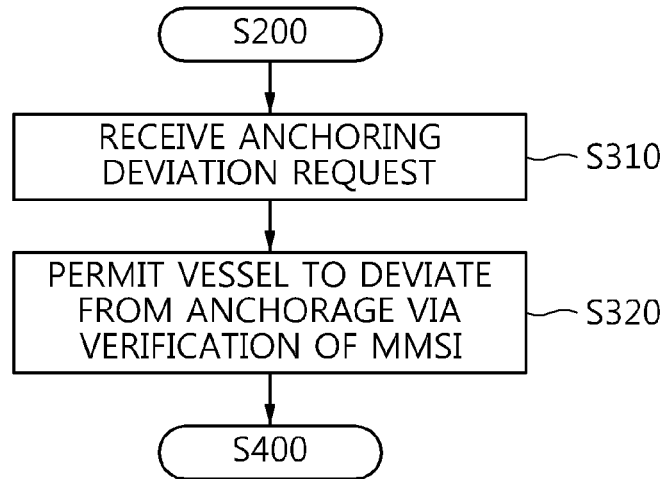 S200
RECEIVE ANCHORING
DEVIATION REQUEST
S310
PERMIT VESSEL TO DEVIATE
FROM ANCHORAGE VIA
VERIFICATION OF MMSI
S320
S400